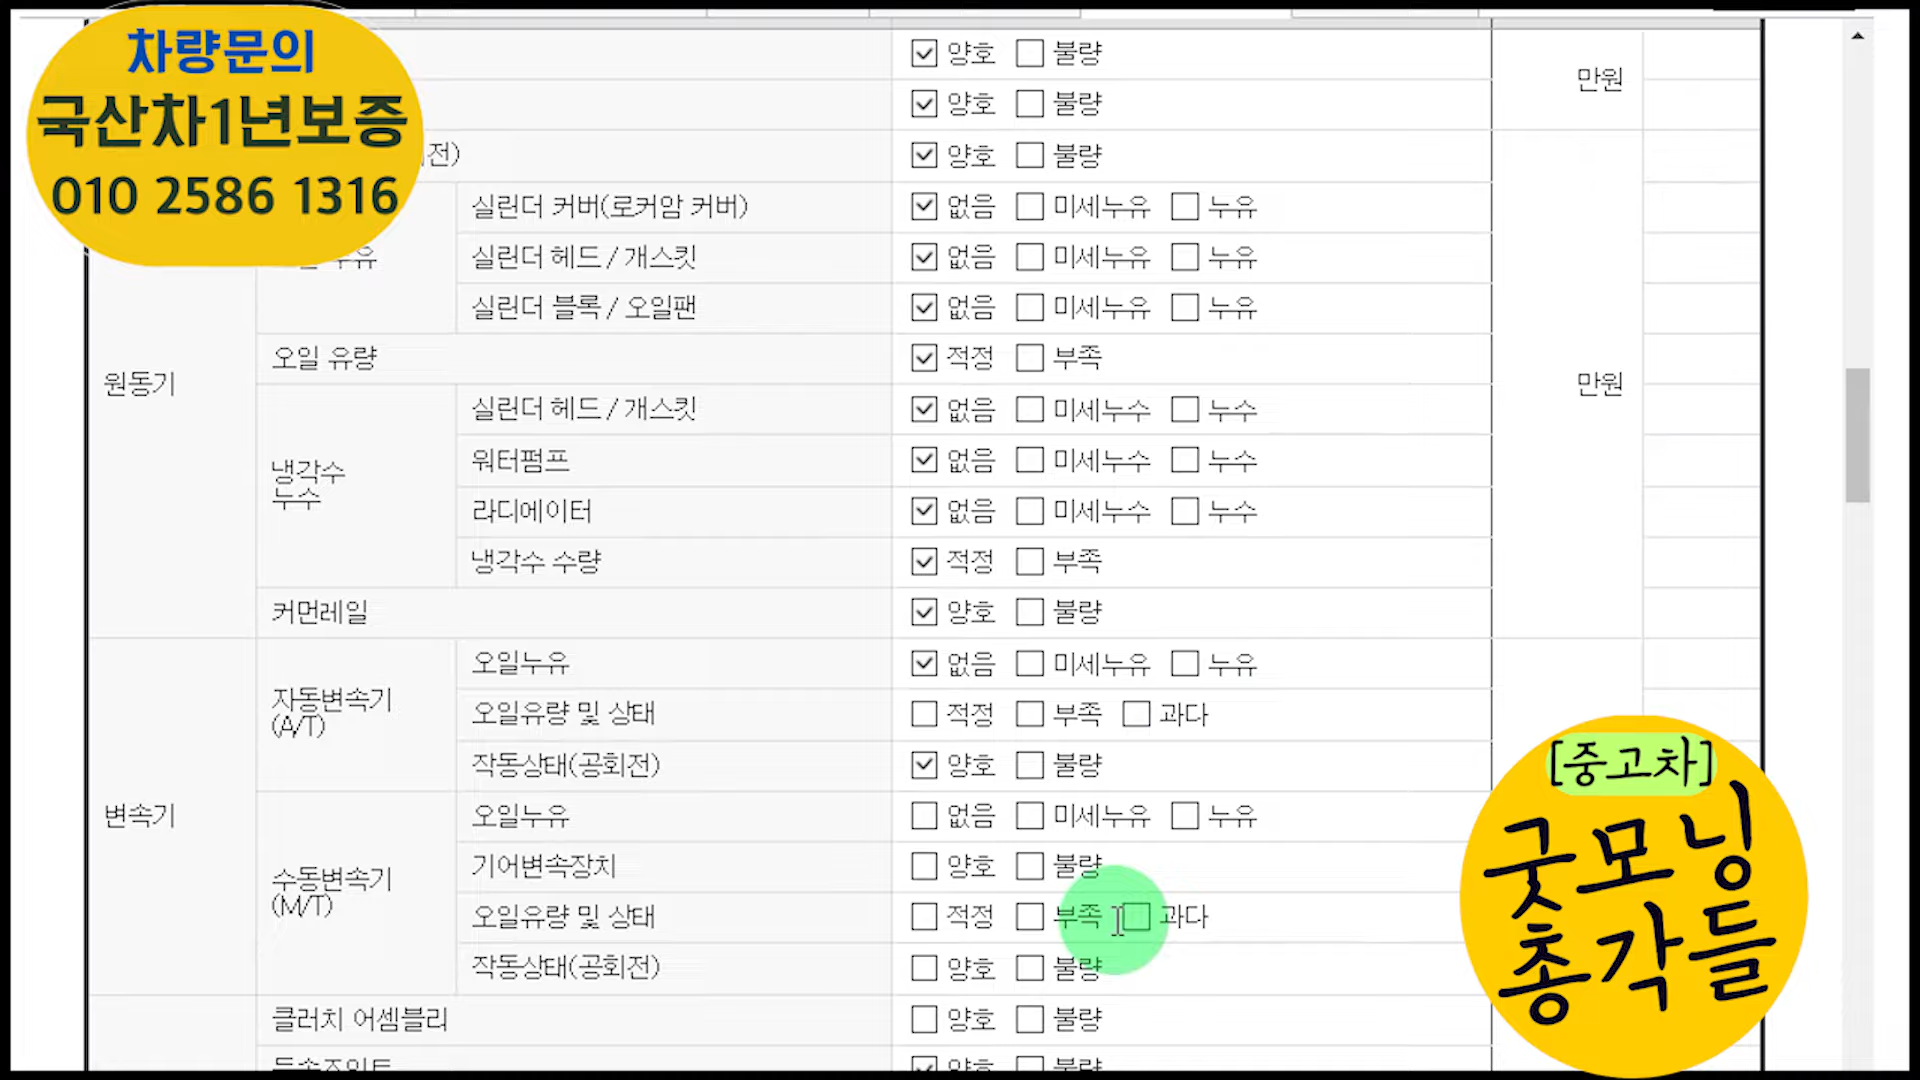 차량문의
국산차1년보증
010 2586 1316
양호 불량
만원
양호 불량
전) 양호 불량
실린더 커버(로커암 커버) 없음 미세누유 누유
실린더 헤드 / 개스킷 없음 미세누유 누유
실린더 블록 / 오일팬 없음 미세누유 누유
오일 유량 적정 부족
원동기
만원
냉각수
누수
실린더 헤드 / 개스킷 없음 미세누수 누수
워터펌프 없음 미세누수 누수
라디에이터 없음 미세누수 누수
냉각수 수량 적정 부족
커먼레일 양호 불량
변속기
자동변속기
(A/T)
오일누유 없음 미세누유 누유
오일유량 및 상태 적정 부족 과다
작동상태(공회전) 양호 불량
수동변속기
(M/T)
오일누유 없음 미세누유 누유
기어변속장치 양호 불량
오일유량 및 상태 적정 부족 과다
작동상태(공회전) 양호 불량
클러치 어셈블리 양호 불량
양호 불량
[중고차]
굿모닝
총각들